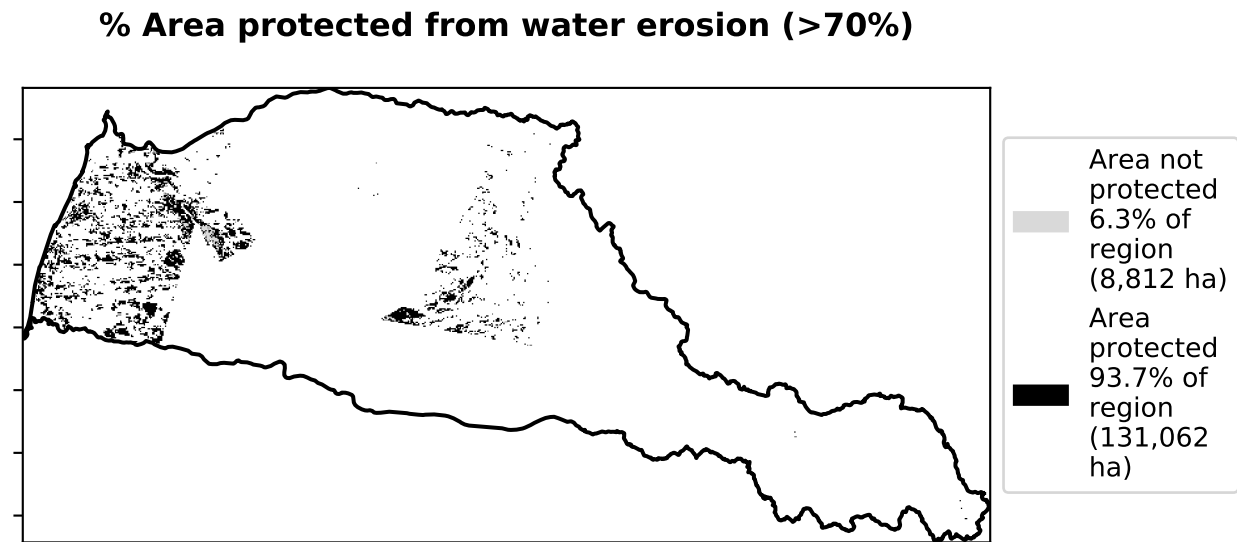 % Area protected from water erosion (>70%)
Area not
protected
6.3% of
region
(8,812 ha)
Area
protected
93.7% of
region
(131,062
ha)